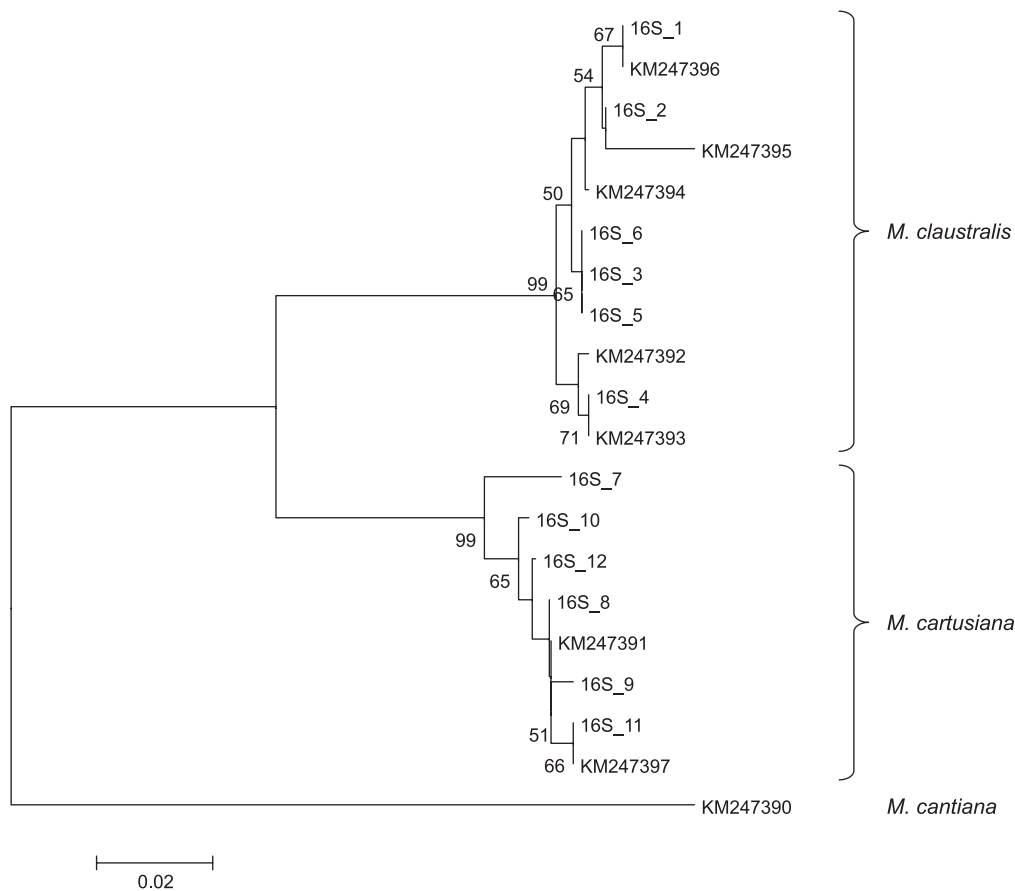 67
16S_1
KM247396
54
16S_2
KM247395
KM247394
50
16S_6
M. claustralis
16S_3
99
65
16S_5
KM247392
16S_4
69
71
KM247393
16S_7
16S_10
99
16S_12
65
16S_8
M. cartusiana
KM247391
16S_9
16S_11
51
66
KM247397
KM247390
M. cantiana
0.02